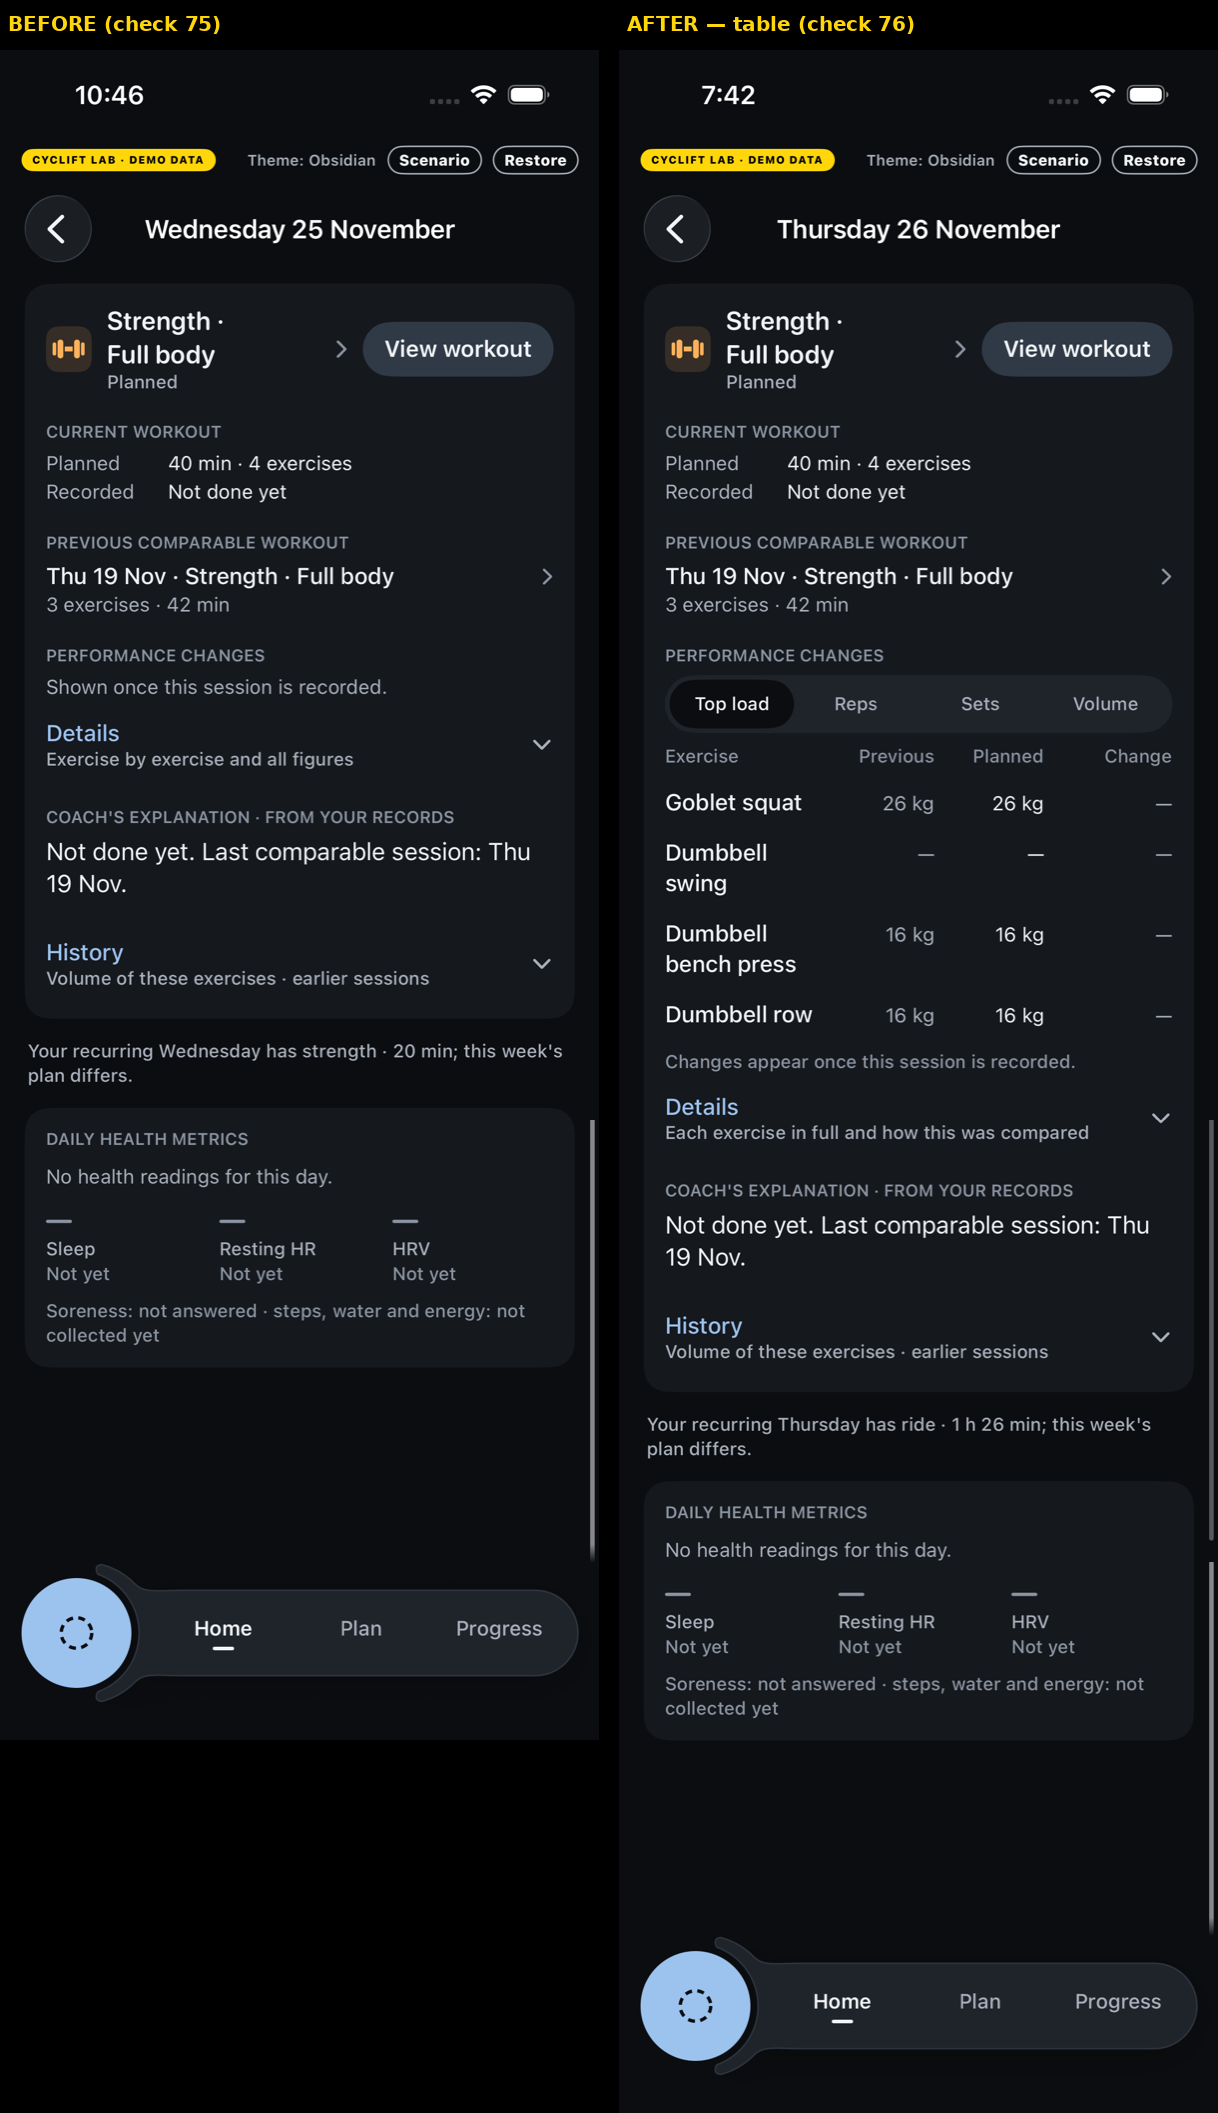 BEFORE (check 75)
10:46
CYCLIFT LAB · DEMO DATA Theme: Obsidian Scenario Restore
Wednesday 25 November
Strength ·
Full body
Planned
View workout
CURRENT WORKOUT
Planned 40 min · 4 exercises
Recorded Not done yet
PREVIOUS COMPARABLE WORKOUT
Thu 19 Nov · Strength · Full body
3 exercises · 42 min
PERFORMANCE CHANGES
Shown once this session is recorded.
Details
Exercise by exercise and all figures
COACH'S EXPLANATION · FROM YOUR RECORDS
Not done yet. Last comparable session: Thu
19 Nov.
History
Volume of these exercises · earlier sessions
Your recurring Wednesday has strength · 20 min; this week's
plan differs.
DAILY HEALTH METRICS
No health readings for this day.
— — —
Sleep Resting HR HRV
Not yet Not yet Not yet
Soreness: not answered · steps, water and energy: not
collected yet
Home Plan Progress
AFTER — table (check 76)
7:42
CYCLIFT LAB · DEMO DATA Theme: Obsidian Scenario Restore
Thursday 26 November
Strength ·
Full body
Planned
View workout
CURRENT WORKOUT
Planned 40 min · 4 exercises
Recorded Not done yet
PREVIOUS COMPARABLE WORKOUT
Thu 19 Nov · Strength · Full body
3 exercises · 42 min
PERFORMANCE CHANGES
Top load Reps Sets Volume
Exercise Previous Planned Change
Goblet squat 26 kg 26 kg —
Dumbbell — — —
swing
Dumbbell 16 kg 16 kg —
bench press
Dumbbell row 16 kg 16 kg —
Changes appear once this session is recorded.
Details
Each exercise in full and how this was compared
COACH'S EXPLANATION · FROM YOUR RECORDS
Not done yet. Last comparable session: Thu
19 Nov.
History
Volume of these exercises · earlier sessions
Your recurring Thursday has ride · 1 h 26 min; this week's
plan differs.
DAILY HEALTH METRICS
No health readings for this day.
— — —
Sleep Resting HR HRV
Not yet Not yet Not yet
Soreness: not answered · steps, water and energy: not
collected yet
Home Plan Progress